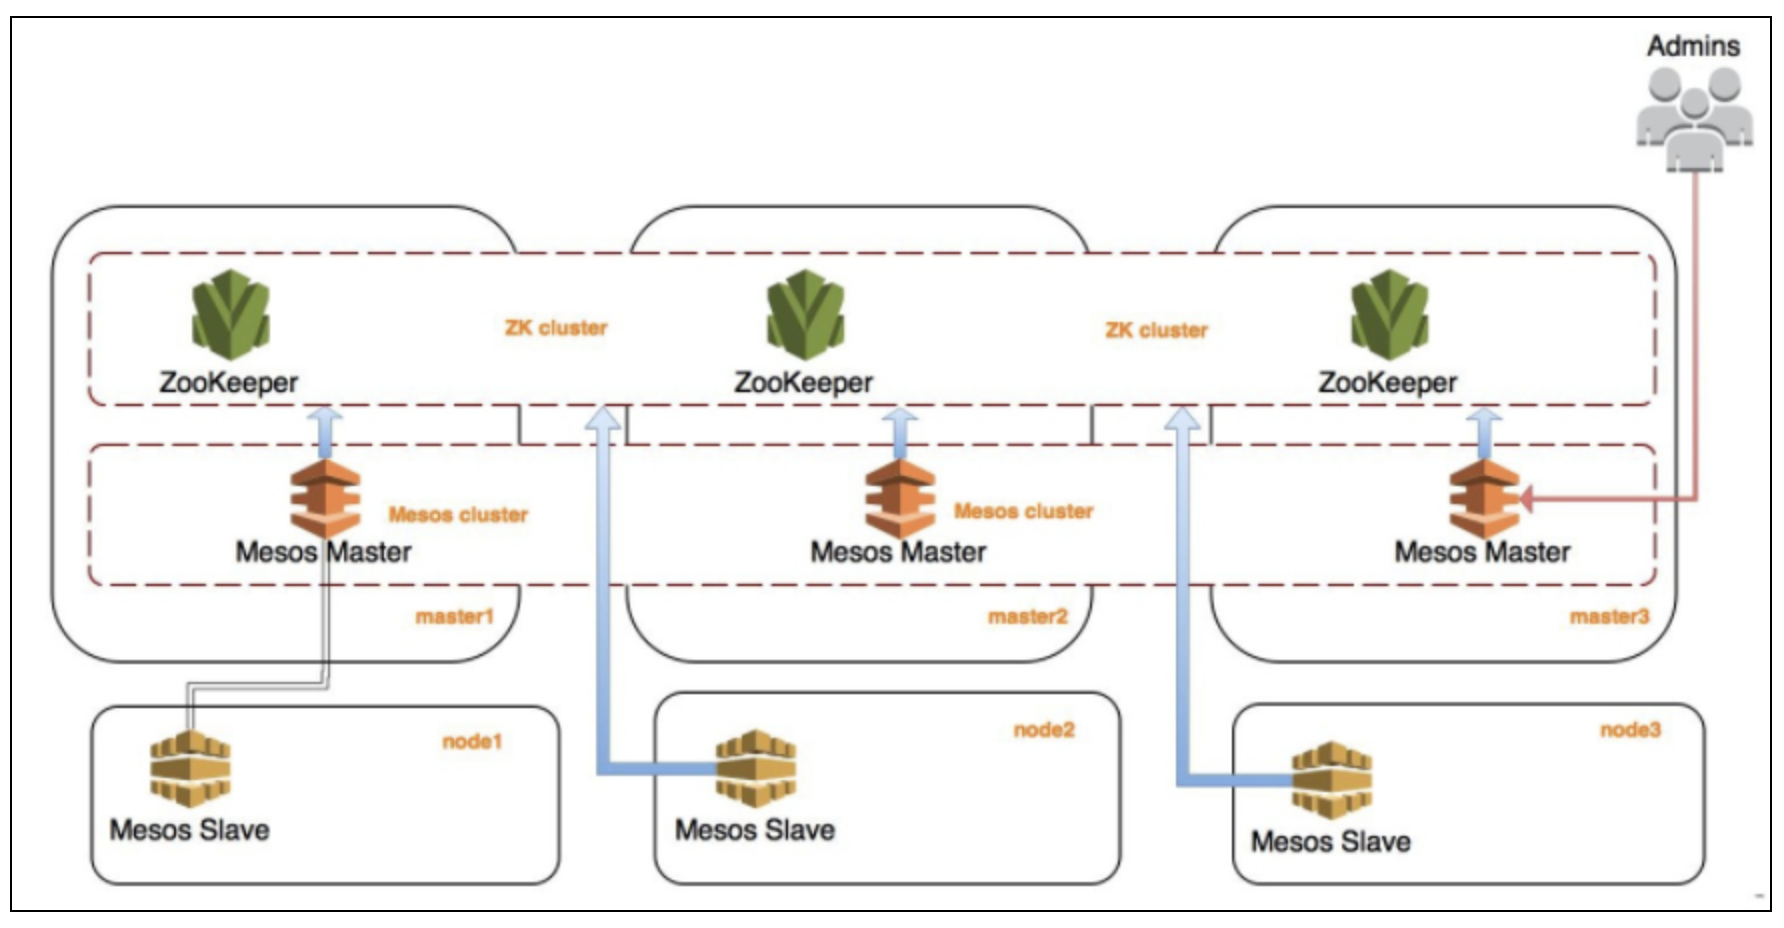 Admins
ZK cluster
ZK cluster
ZooKeeper
ZooKeeper
ZooKeeper
Mesos cluster
Mesos cluster
Mesos Master
Mesos Master
Mesos Master
master1
master2
master3
node1
node2
node3
Mesos Slave
Mesos Slave
Mesos Slave